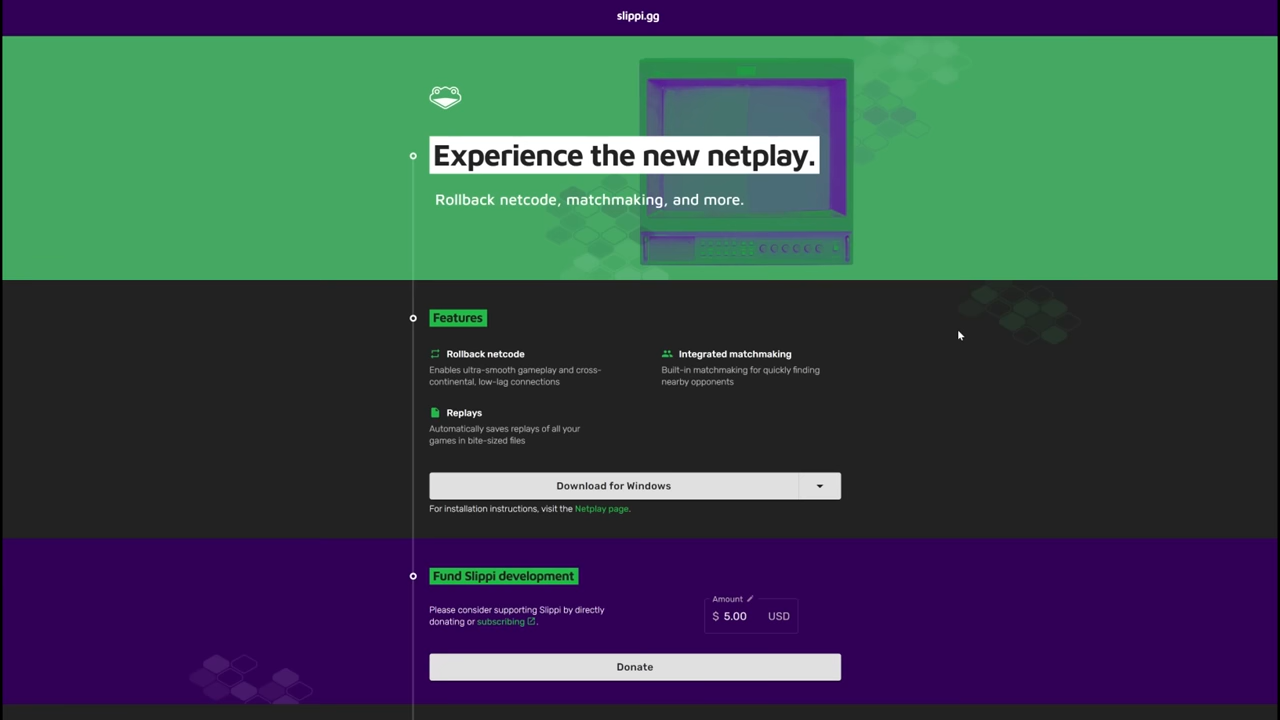 slippi.gg
Experience the new netplay.
Rollback netcode, matchmaking, and more.
Features
Rollback netcode
Enables ultra-smooth gameplay and cross-
continental, low-lag connections
Integrated matchmaking
Built-in matchmaking for quickly finding
nearby opponents
Replays
Automatically saves replays of all your
games in bite-sized files
Download for Windows
For installation instructions, visit the Netplay page.
Fund Slippi development
Please consider supporting Slippi by directly
donating or subscribing.
Amount
$ 5.00 USD
Donate